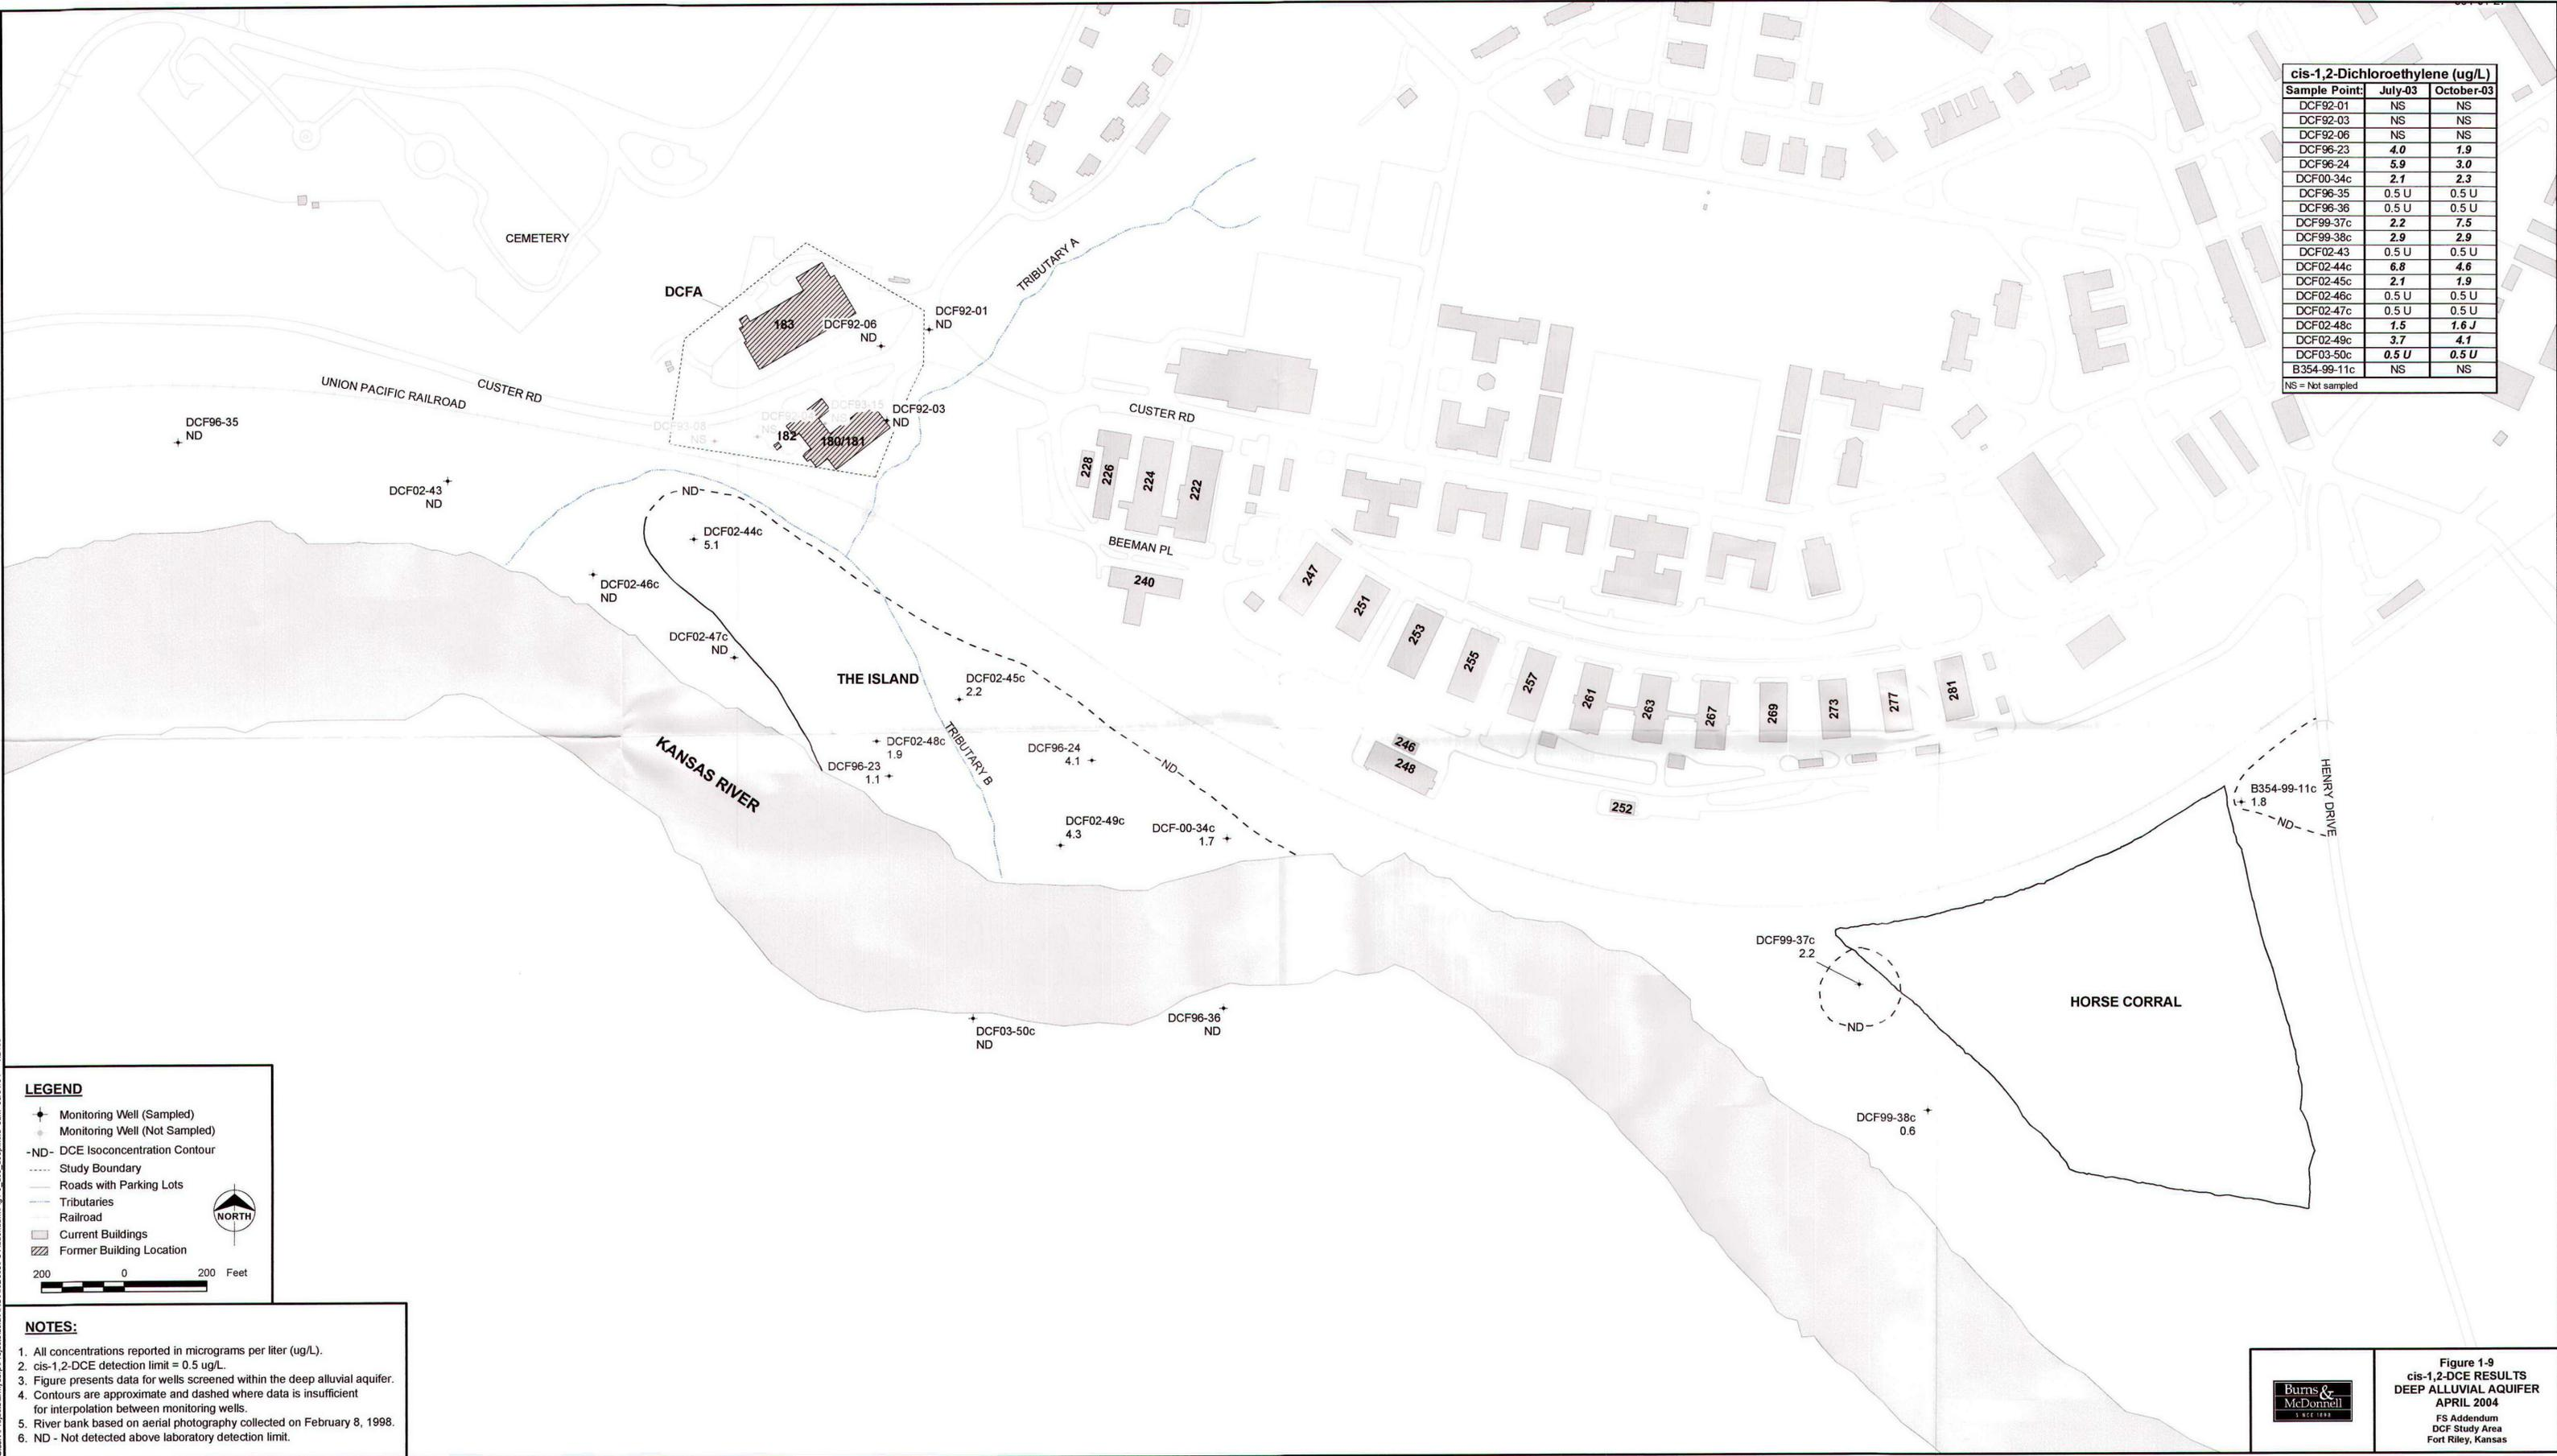 cis-1,2-Dichloroethylene (ug/L)
Sample Point: July-03 October-03
DCF92-01 NS NS
DCF92-03 NS NS
DCF92-06 NS NS
DCF96-23 4.0 1.9
DCF96-24 5.9 3.0
DCF00-34c 2.1 2.3
DCF96-35 0.5 U 0.5 U
DCF96-36 0.5 U 0.5 U
DCF99-37c 2.2 7.5
DCF99-38c 2.9 2.9
DCF02-43 0.5 U 0.5 U
DCF02-44c 6.8 4.6
DCF02-45c 2.1 1.9
DCF02-46c 0.5 U 0.5 U
DCF02-47c 0.5 U 0.5 U
DCF02-48c 1.5 1.6 J
DCF02-49c 3.7 4.1
DCF03-50c 0.5 U 0.5 U
B354-99-11c NS NS
NS = Not sampled
CEMETERY
TRIBUTARY A
DCFA
183
DCF92-06
ND
DCF92-01
ND
UNION PACIFIC RAILROAD
CUSTER RD
DCF93-15
DCF92-03
ND
DCF93-08
NS
NS
182
180/181
CUSTER RD
DCF96-35
ND
DCF02-43
ND
228
226
224
222
BEEMAN PL
240
ND
DCF02-44c
5.1
DCF02-46c
ND
DCF02-47c
ND
THE ISLAND
DCF02-45c
2.2
TRIBUTARY B
DCF02-48c
1.9
DCF96-23
1.1
DCF96-24
4.1
ND
DCF02-49c
4.3
DCF-00-34c
1.7
KANSAS RIVER
247
251
253
255
257
261
263
267
269
273
277
281
246
248
252
HENRY DRIVE
B354-99-11c
1.8
ND
DCF99-37c
2.2
ND
HORSE CORRAL
DCF03-50c
ND
DCF96-36
ND
DCF99-38c
0.6
LEGEND
Monitoring Well (Sampled)
Monitoring Well (Not Sampled)
-ND- DCE Isoconcentration Contour
Study Boundary
Roads with Parking Lots
Tributaries
Railroad
Current Buildings
Former Building Location
NORTH
200 0 200 Feet
NOTES:
1. All concentrations reported in micrograms per liter (ug/L).
2. cis-1,2-DCE detection limit = 0.5 ug/L.
3. Figure presents data for wells screened within the deep alluvial aquifer.
4. Contours are approximate and dashed where data is insufficient
for interpolation between monitoring wells.
5. River bank based on aerial photography collected on February 8, 1998.
6. ND - Not detected above laboratory detection limit.
Burns &
McDonnell
SINCE 1898
Figure 1-9
cis-1,2-DCE RESULTS
DEEP ALLUVIAL AQUIFER
APRIL 2004
FS Addendum
DCF Study Area
Fort Riley, Kansas